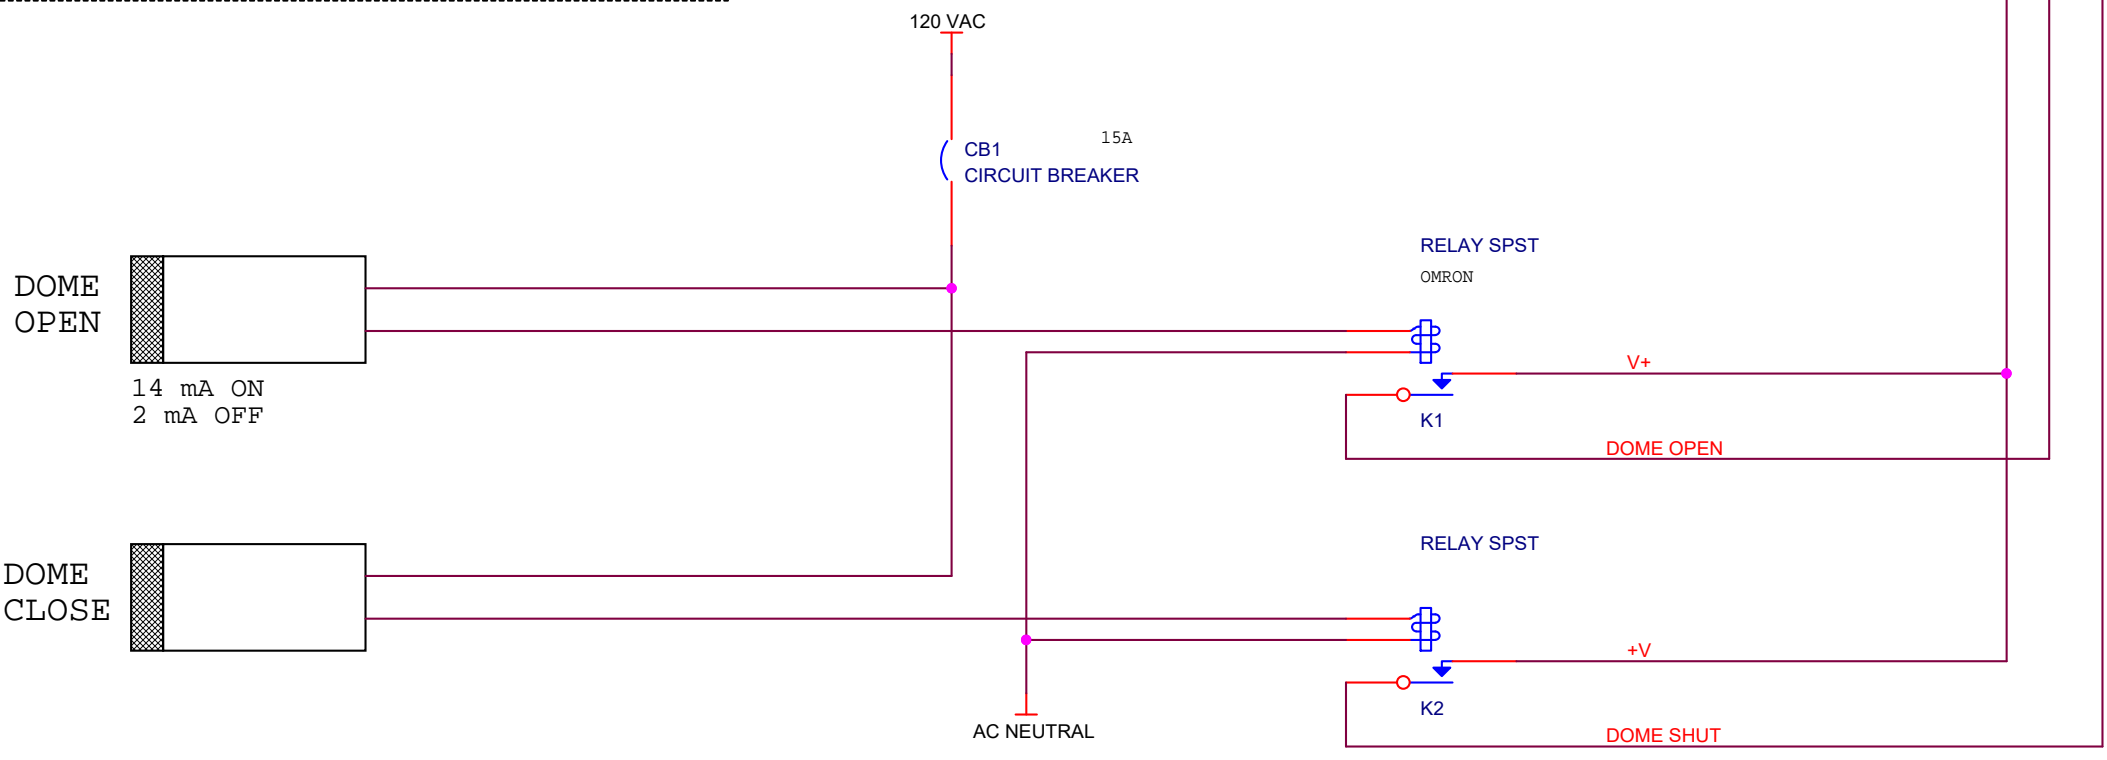 120 VAC
15A
CB1
CIRCUIT BREAKER
RELAY SPST
OMRON
DOME
OPEN
14 mA ON
2 mA OFF
V+
K1
DOME OPEN
RELAY SPST
DOME
CLOSE
+V
K2
AC NEUTRAL
DOME SHUT